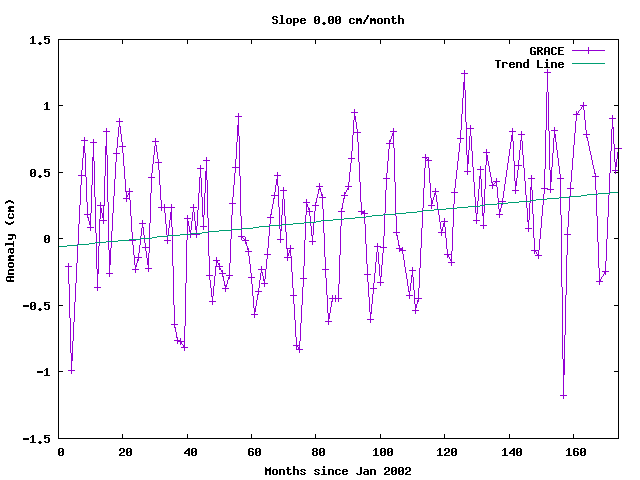 Slope 0.00 cm/month
GRACE
Trend Line
1.5
1
0.5
0
-0.5
-1
-1.5
Anomaly (cm)
0 20 40 60 80 100 120 140 160
Months since Jan 2002